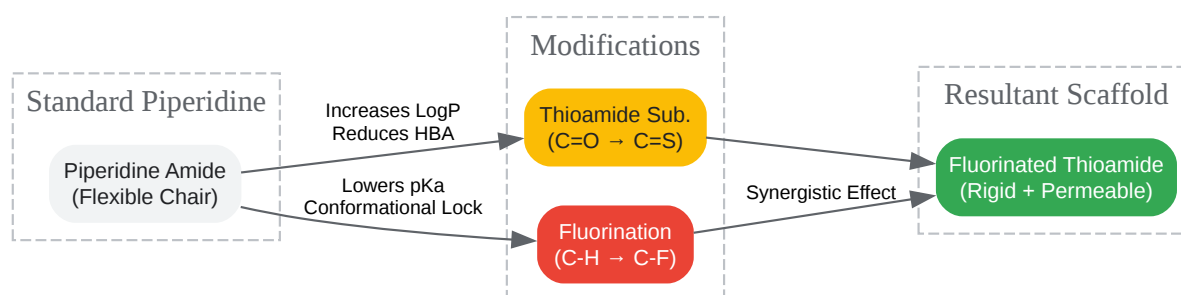 Standard Piperidine
Piperidine Amide
(Flexible Chair)
Increases LogP
Reduces HBA
Lowers pKa
Conformational Lock
Modifications
Thioamide Sub.
(C=O → C=S)
Fluorination
(C-H → C-F)
Synergistic Effect
Resultant Scaffold
Fluorinated Thioamide
(Rigid + Permeable)